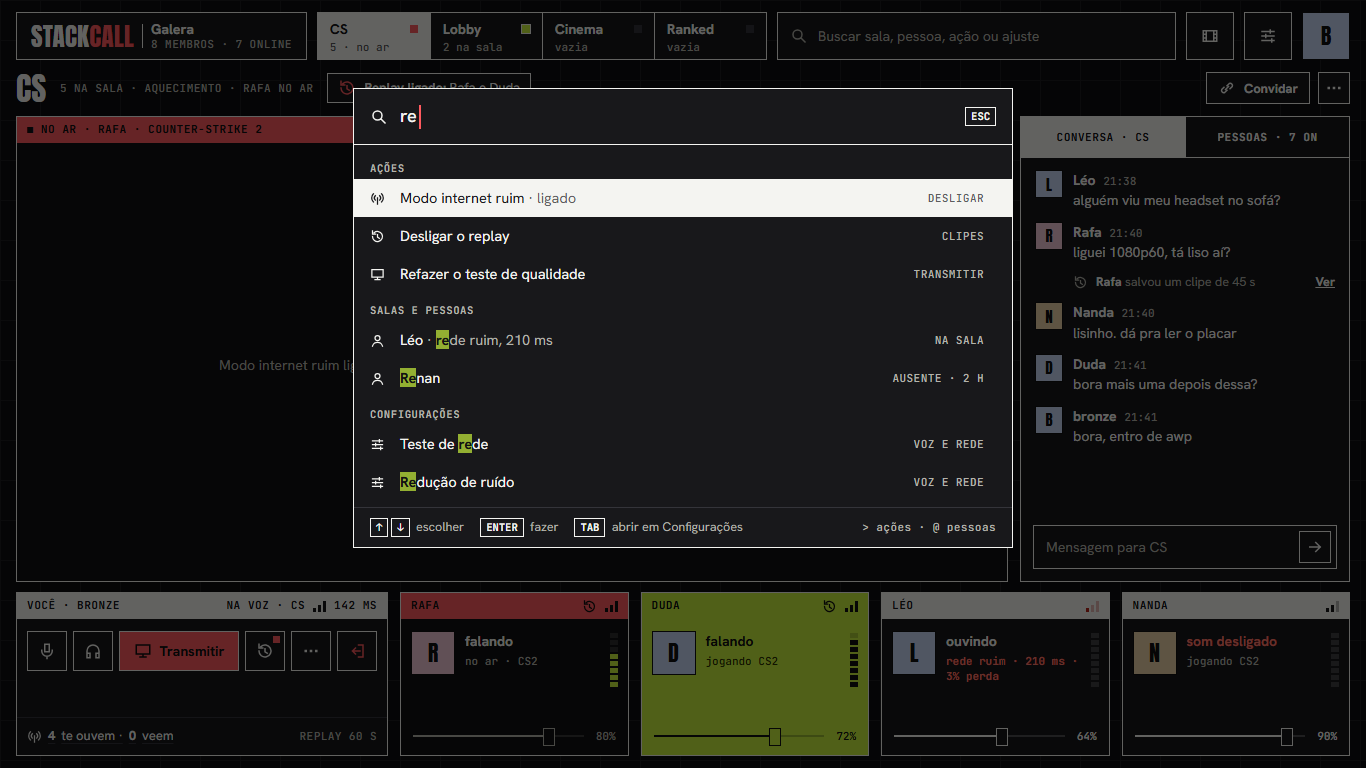 STACKCALL
Galera
8 MEMBROS · 7 ONLINE
CS
5 · no ar
Lobby
2 na sala
Cinema
vazia
Ranked
vazia
Buscar sala, pessoa, ação ou ajuste
B
CS
5 NA SALA · AQUECIMENTO · RAFA NO AR
Replay ligado: Rafa e Duda
Convidar
re
ESC
■ NO AR · RAFA · COUNTER-STRIKE 2
Modo internet ruim lig
AÇÕES
Modo internet ruim · ligado
DESLIGAR
Desligar o replay
CLIPES
Refazer o teste de qualidade
TRANSMITIR
SALAS E PESSOAS
Léo · rede ruim, 210 ms
NA SALA
Renan
AUSENTE · 2 H
CONFIGURAÇÕES
Teste de rede
VOZ E REDE
Redução de ruído
VOZ E REDE
↑ ↓ escolher ENTER fazer TAB abrir em Configurações
> ações · @ pessoas
CONVERSA · CS
PESSOAS · 7 ON
L
Léo 21:38
alguém viu meu headset no sofá?
R
Rafa 21:40
liguei 1080p60, tá liso aí?
Rafa salvou um clipe de 45 s
Ver
N
Nanda 21:40
lisinho. dá pra ler o placar
D
Duda 21:41
bora mais uma depois dessa?
B
bronze 21:41
bora, entro de awp
Mensagem para CS
VOCÊ · BRONZE
NA VOZ · CS 142 MS
Transmitir
4 te ouvem · 0 veem
REPLAY 60 S
RAFA
R
falando
no ar · CS2
80%
DUDA
D
falando
jogando CS2
72%
LÉO
L
ouvindo
rede ruim · 210 ms ·
3% perda
64%
NANDA
N
som desligado
jogando CS2
90%